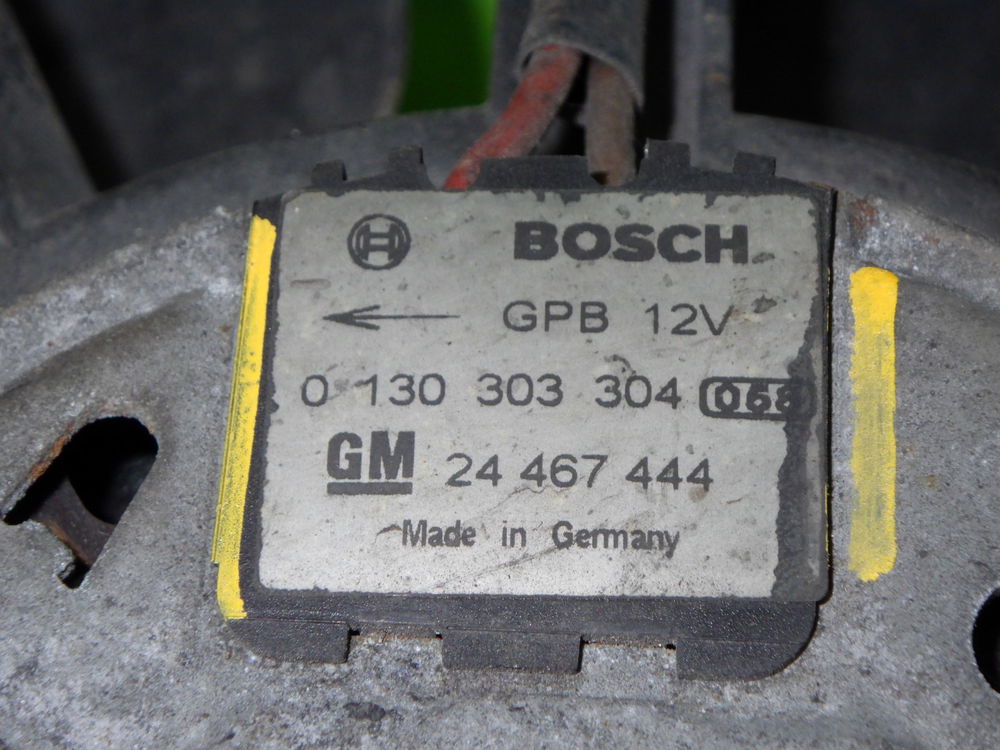 BOSCH
GPB 12V
0 130 303 304 068
GM 24 467 444
Made in Germany